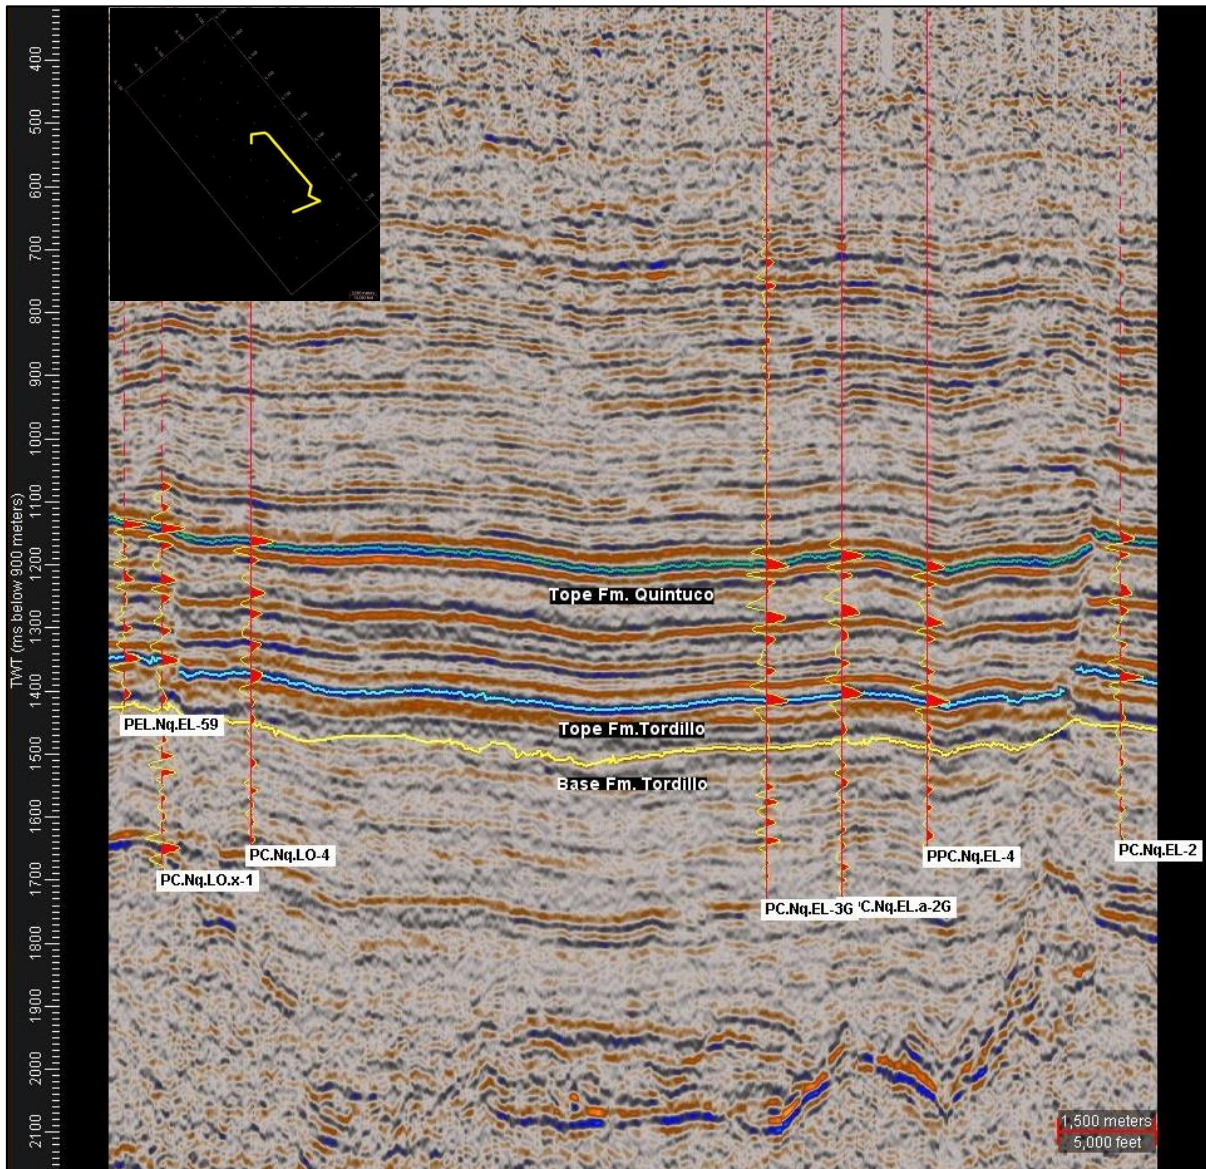 400
500
600
700
800
900
1000
1100
1200
1300
1400
1500
1600
1700
1800
1900
2000
2100
TWT (ms below 900 meters)
Tope Fm. Quintuco
Tope Fm.Tordillo
Base Fm. Tordillo
PEL.Nq.EL-59
PC.Nq.LO.x-1
PC.Nq.LO-4
PC.Nq.EL-3G
'C.Nq.EL.a-2G
PPC.Nq.EL-4
PC.Nq.EL-2
1,500 meters
5,000 feet